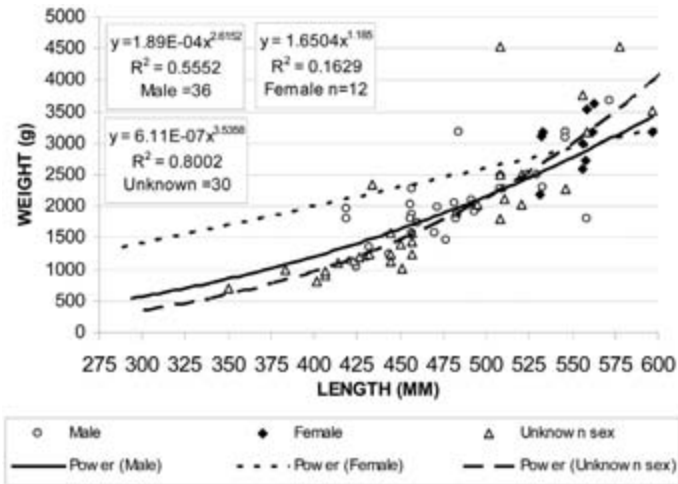 5000
4500
4000
3500
3000
2500
2000
1500
1000
500
0
WEIGHT (g)
y=1.89E-04x^2.6152
R² = 0.5552
Male =36
y = 1.6504x^1.185
R² = 0.1629
Female n=12
y = 6.11E-07x^3.5358
R² = 0.8002
Unknown =30
275 300 325 350 375 400 425 450 475 500 525 550 575 600
LENGTH (MM)
Male Female Unknown sex
Power (Male) Power (Female) Power (Unknown sex)